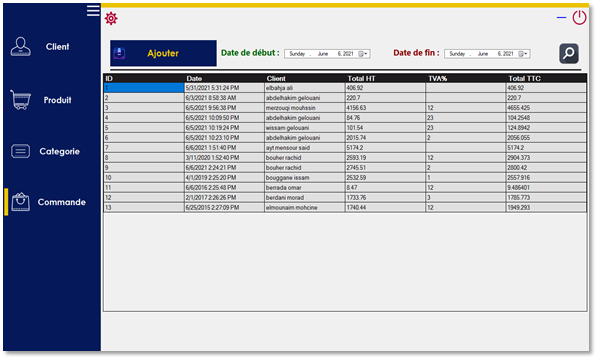 Client
Produit
Categorie
Commande
Ajouter
Date de début : Sunday , June 6, 2021
Date de fin : Sunday , June 6, 2021
ID Date Client Total HT TVA% Total TTC
1 5/31/2021 5:31:24 PM elbahja ali 406.92 406.92
2 6/3/2021 8:58:38 AM abdelhakim gelouani 220.7 220.7
3 6/5/2021 9:56:38 PM merzouqi mouhssin 4156.63 12 4655.425
4 6/5/2021 10:09:50 PM abdelhakim gelouani 84.76 23 104.2548
5 6/5/2021 10:19:24 PM wissam gelouani 101.54 23 124.8942
6 6/5/2021 10:23:10 PM abdelhakim gelouani 2015.74 2 2056.055
7 6/6/2021 1:51:40 PM ayt mensour said 5174.2 5174.2
8 3/11/2020 1:52:40 PM bouher rachid 2593.19 12 2904.373
9 6/6/2021 2:24:21 PM bouher rachid 2745.51 2 2800.42
10 4/1/2019 2:25:20 PM bouggane issam 2532.59 1 2557.916
11 6/6/2016 2:25:48 PM berrada omar 8.47 12 9.486401
12 2/1/2017 2:26:26 PM berdani morad 1733.76 3 1785.773
13 6/25/2015 2:27:09 PM elmounaim mohcine 1740.44 12 1949.293